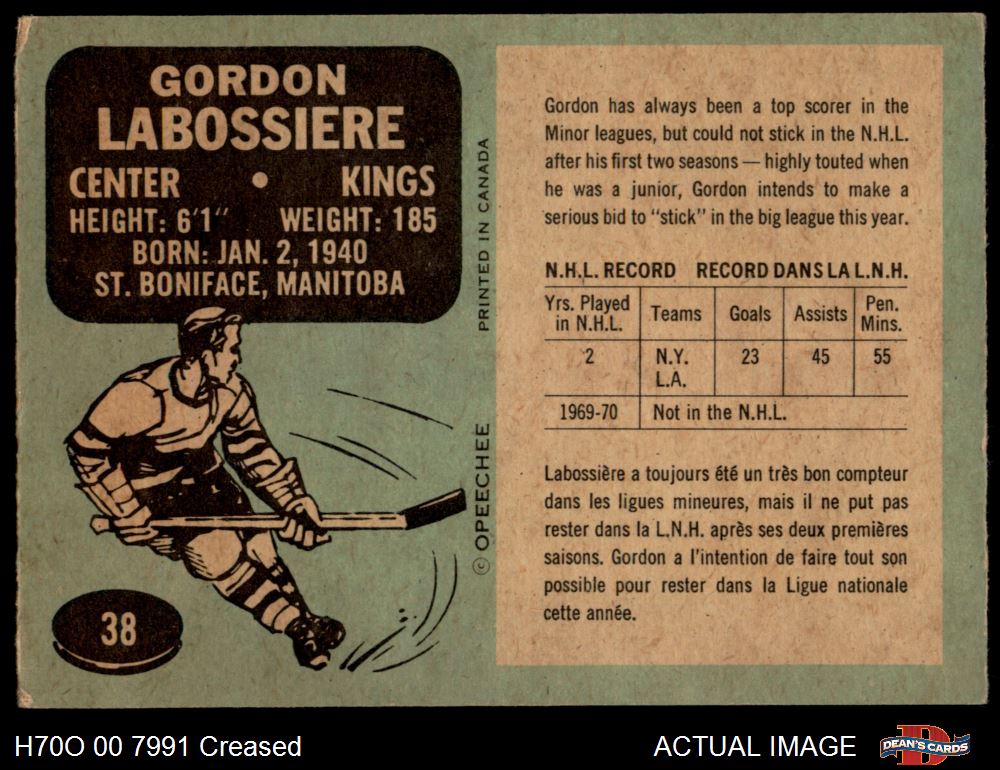 GORDON
LABOSSIERE
CENTER • KINGS
HEIGHT: 6'1" WEIGHT: 185
BORN: JAN. 2, 1940
ST. BONIFACE, MANITOBA
38
© OPEECHEE PRINTED IN CANADA
Gordon has always been a top scorer in the
Minor leagues, but could not stick in the N.H.L.
after his first two seasons — highly touted when
he was a junior, Gordon intends to make a
serious bid to "stick" in the big league this year.
N.H.L. RECORD RECORD DANS LA L.N.H.
Yrs. Played Teams Goals Assists Pen.
in N.H.L. Mins.
2 N.Y. 23 45 55
L.A.
1969-70 Not in the N.H.L.
Labossière a toujours été un très bon compteur
dans les ligues mineures, mais il ne put pas
rester dans la L.N.H. après ses deux premières
saisons. Gordon a l'intention de faire tout son
possible pour rester dans la Ligue nationale
cette année.
H70O 00 7991 Creased
ACTUAL IMAGE
D
DEAN'S CARDS